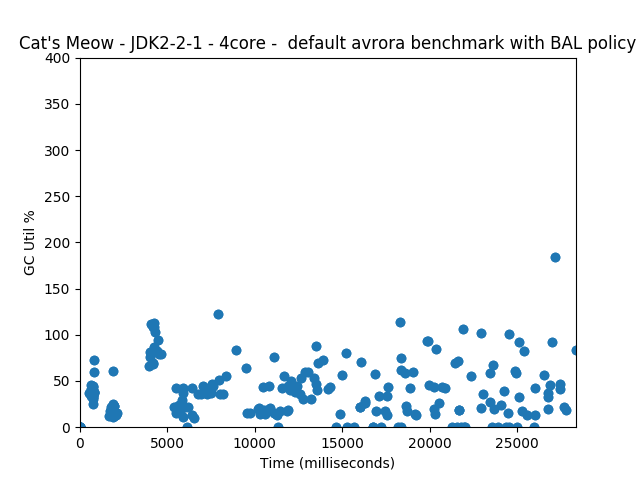 Cat's Meow - JDK2-2-1 - 4core -  default avrora benchmark with BAL policy
400
350
300
250
200
150
100
50
0
GC Util %
0 5000 10000 15000 20000 25000
Time (milliseconds)